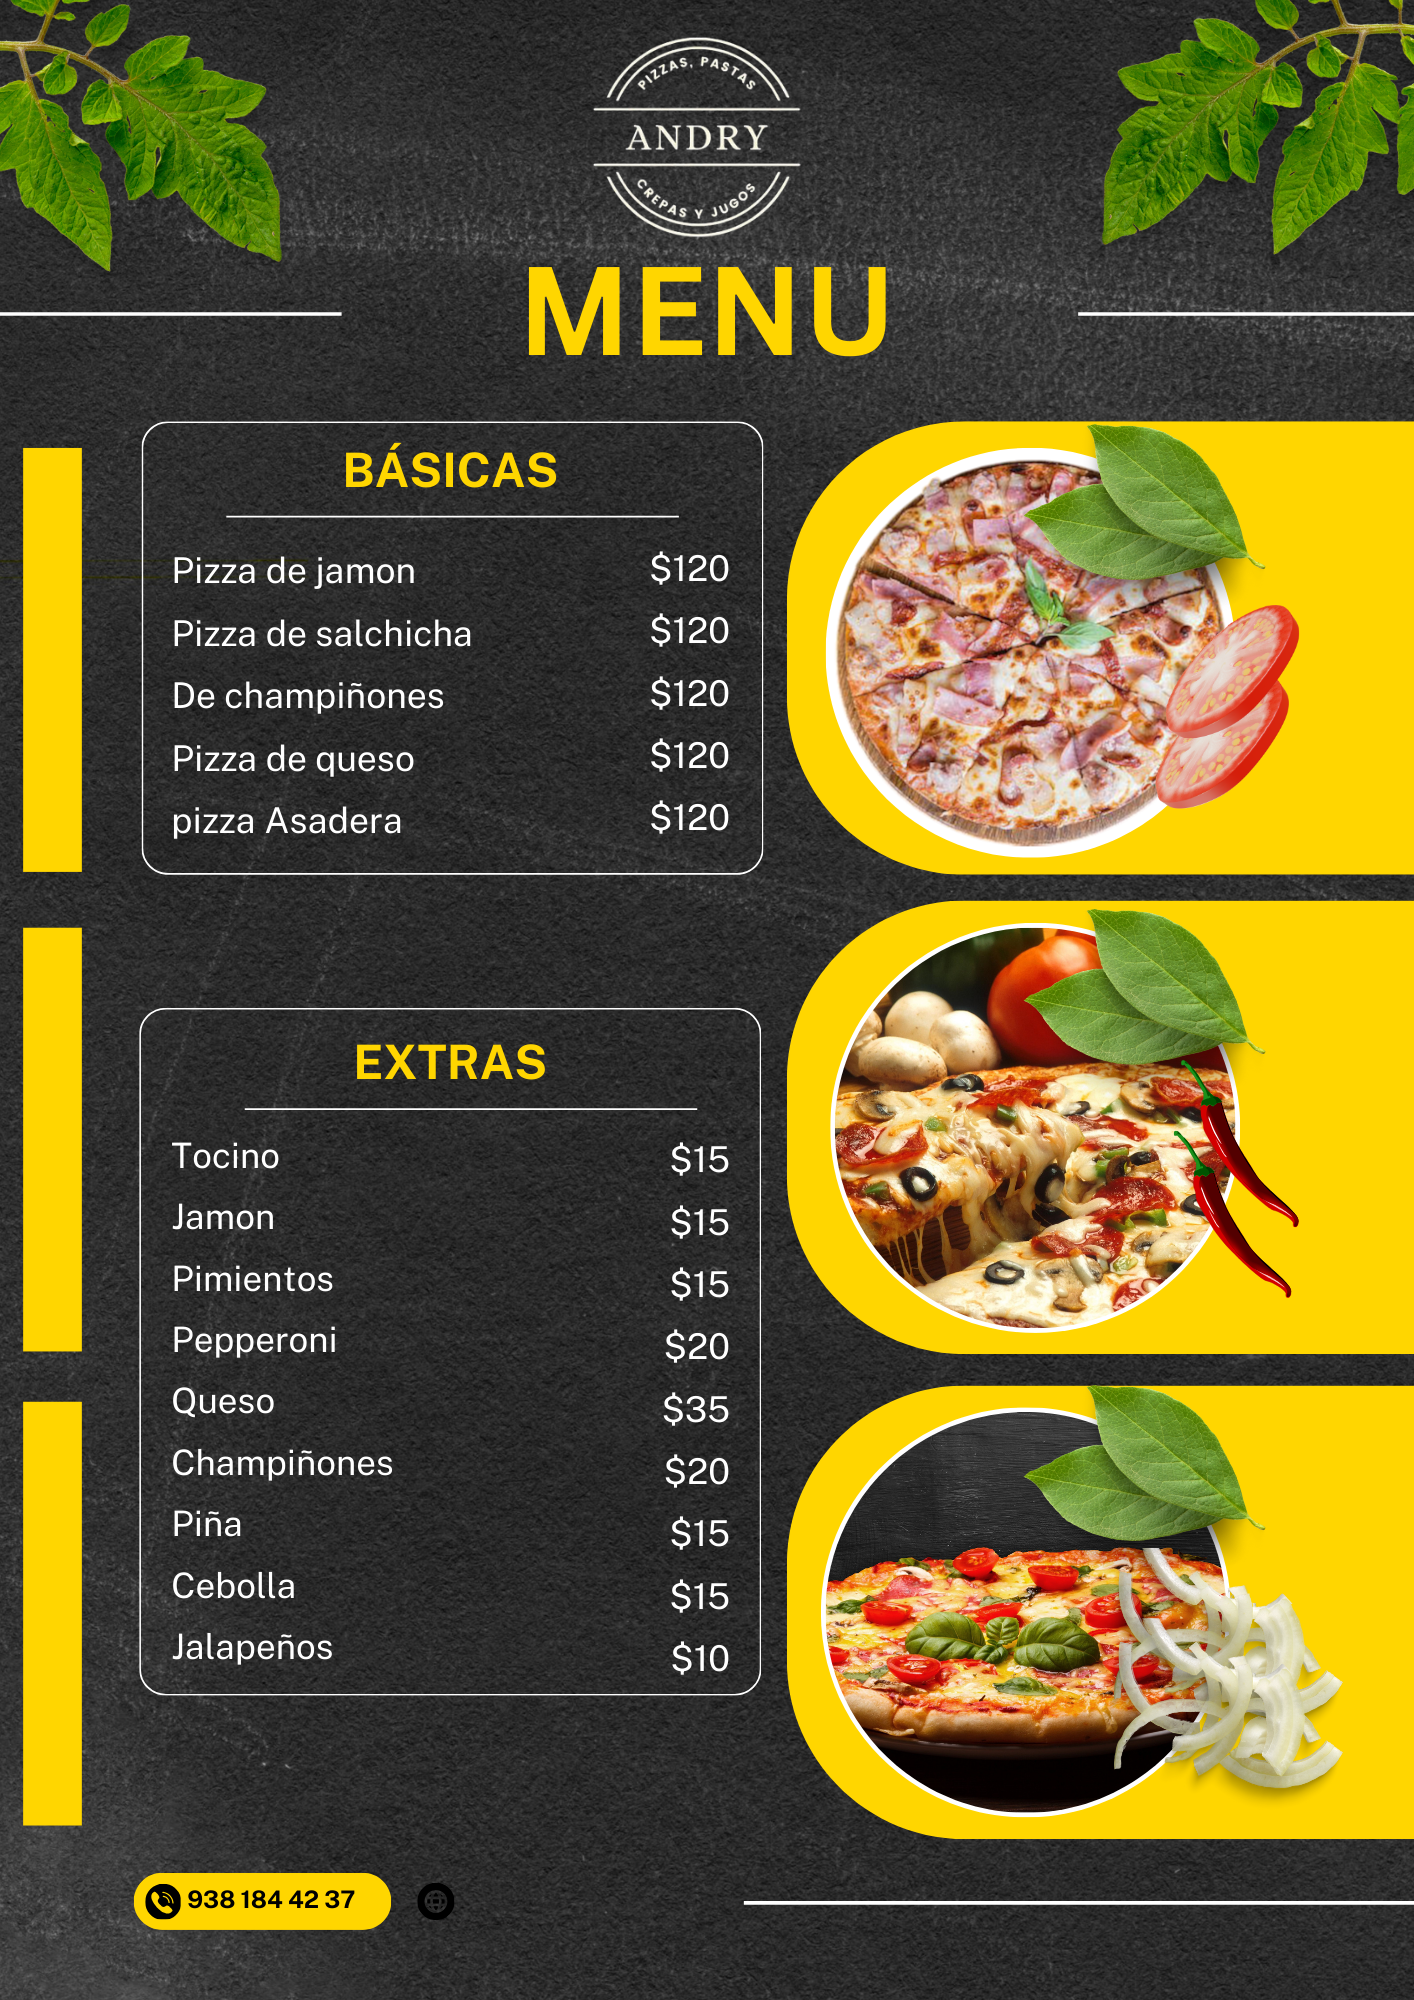 PIZZAS, PASTAS
ANDRY
CREPAS Y JUGOS
MENU
BÁSICAS
Pizza de jamon $120
Pizza de salchicha $120
De champiñones $120
Pizza de queso $120
pizza Asadera $120
EXTRAS
Tocino $15
Jamon $15
Pimientos $15
Pepperoni $20
Queso $35
Champiñones $20
Piña $15
Cebolla $15
Jalapeños $10
938 184 42 37